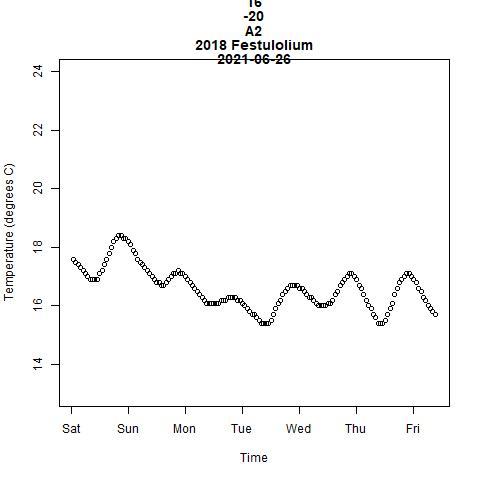 16
-20
A2
2018 Festulolium
2021-06-26
Temperature (degrees C)
24
22
20
18
16
14
Sat Sun Mon Tue Wed Thu Fri
Time